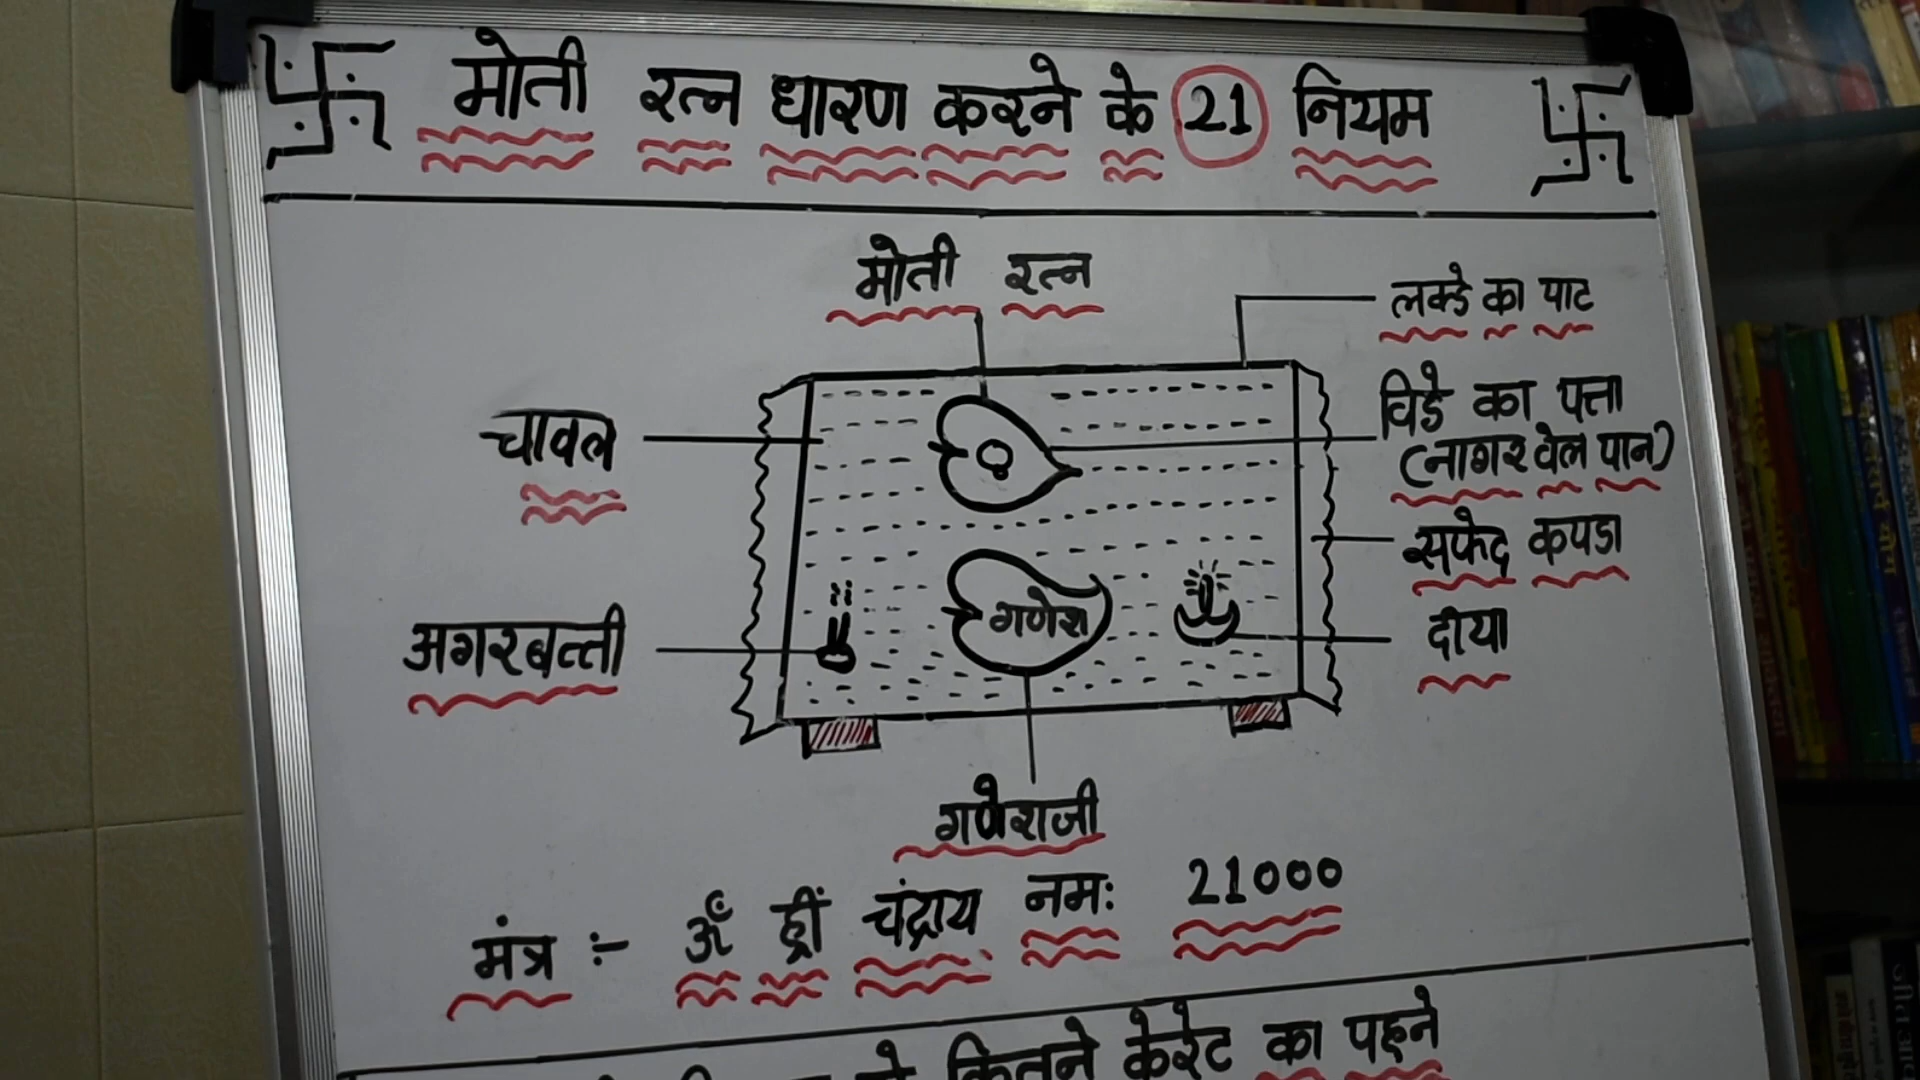 मोती रत्न धारण करने के 21 नियम
मोती रत्न
लकडे का पाट
चावल
विडे का पत्ता
(नागर वेल पान)
सफेद कपडा
गणेश
अगरबत्ती
दीया
गणेशजी
मंत्र :- ॐ ह्रीं चंद्राय नमः 21000
कितने केरेट का पहने